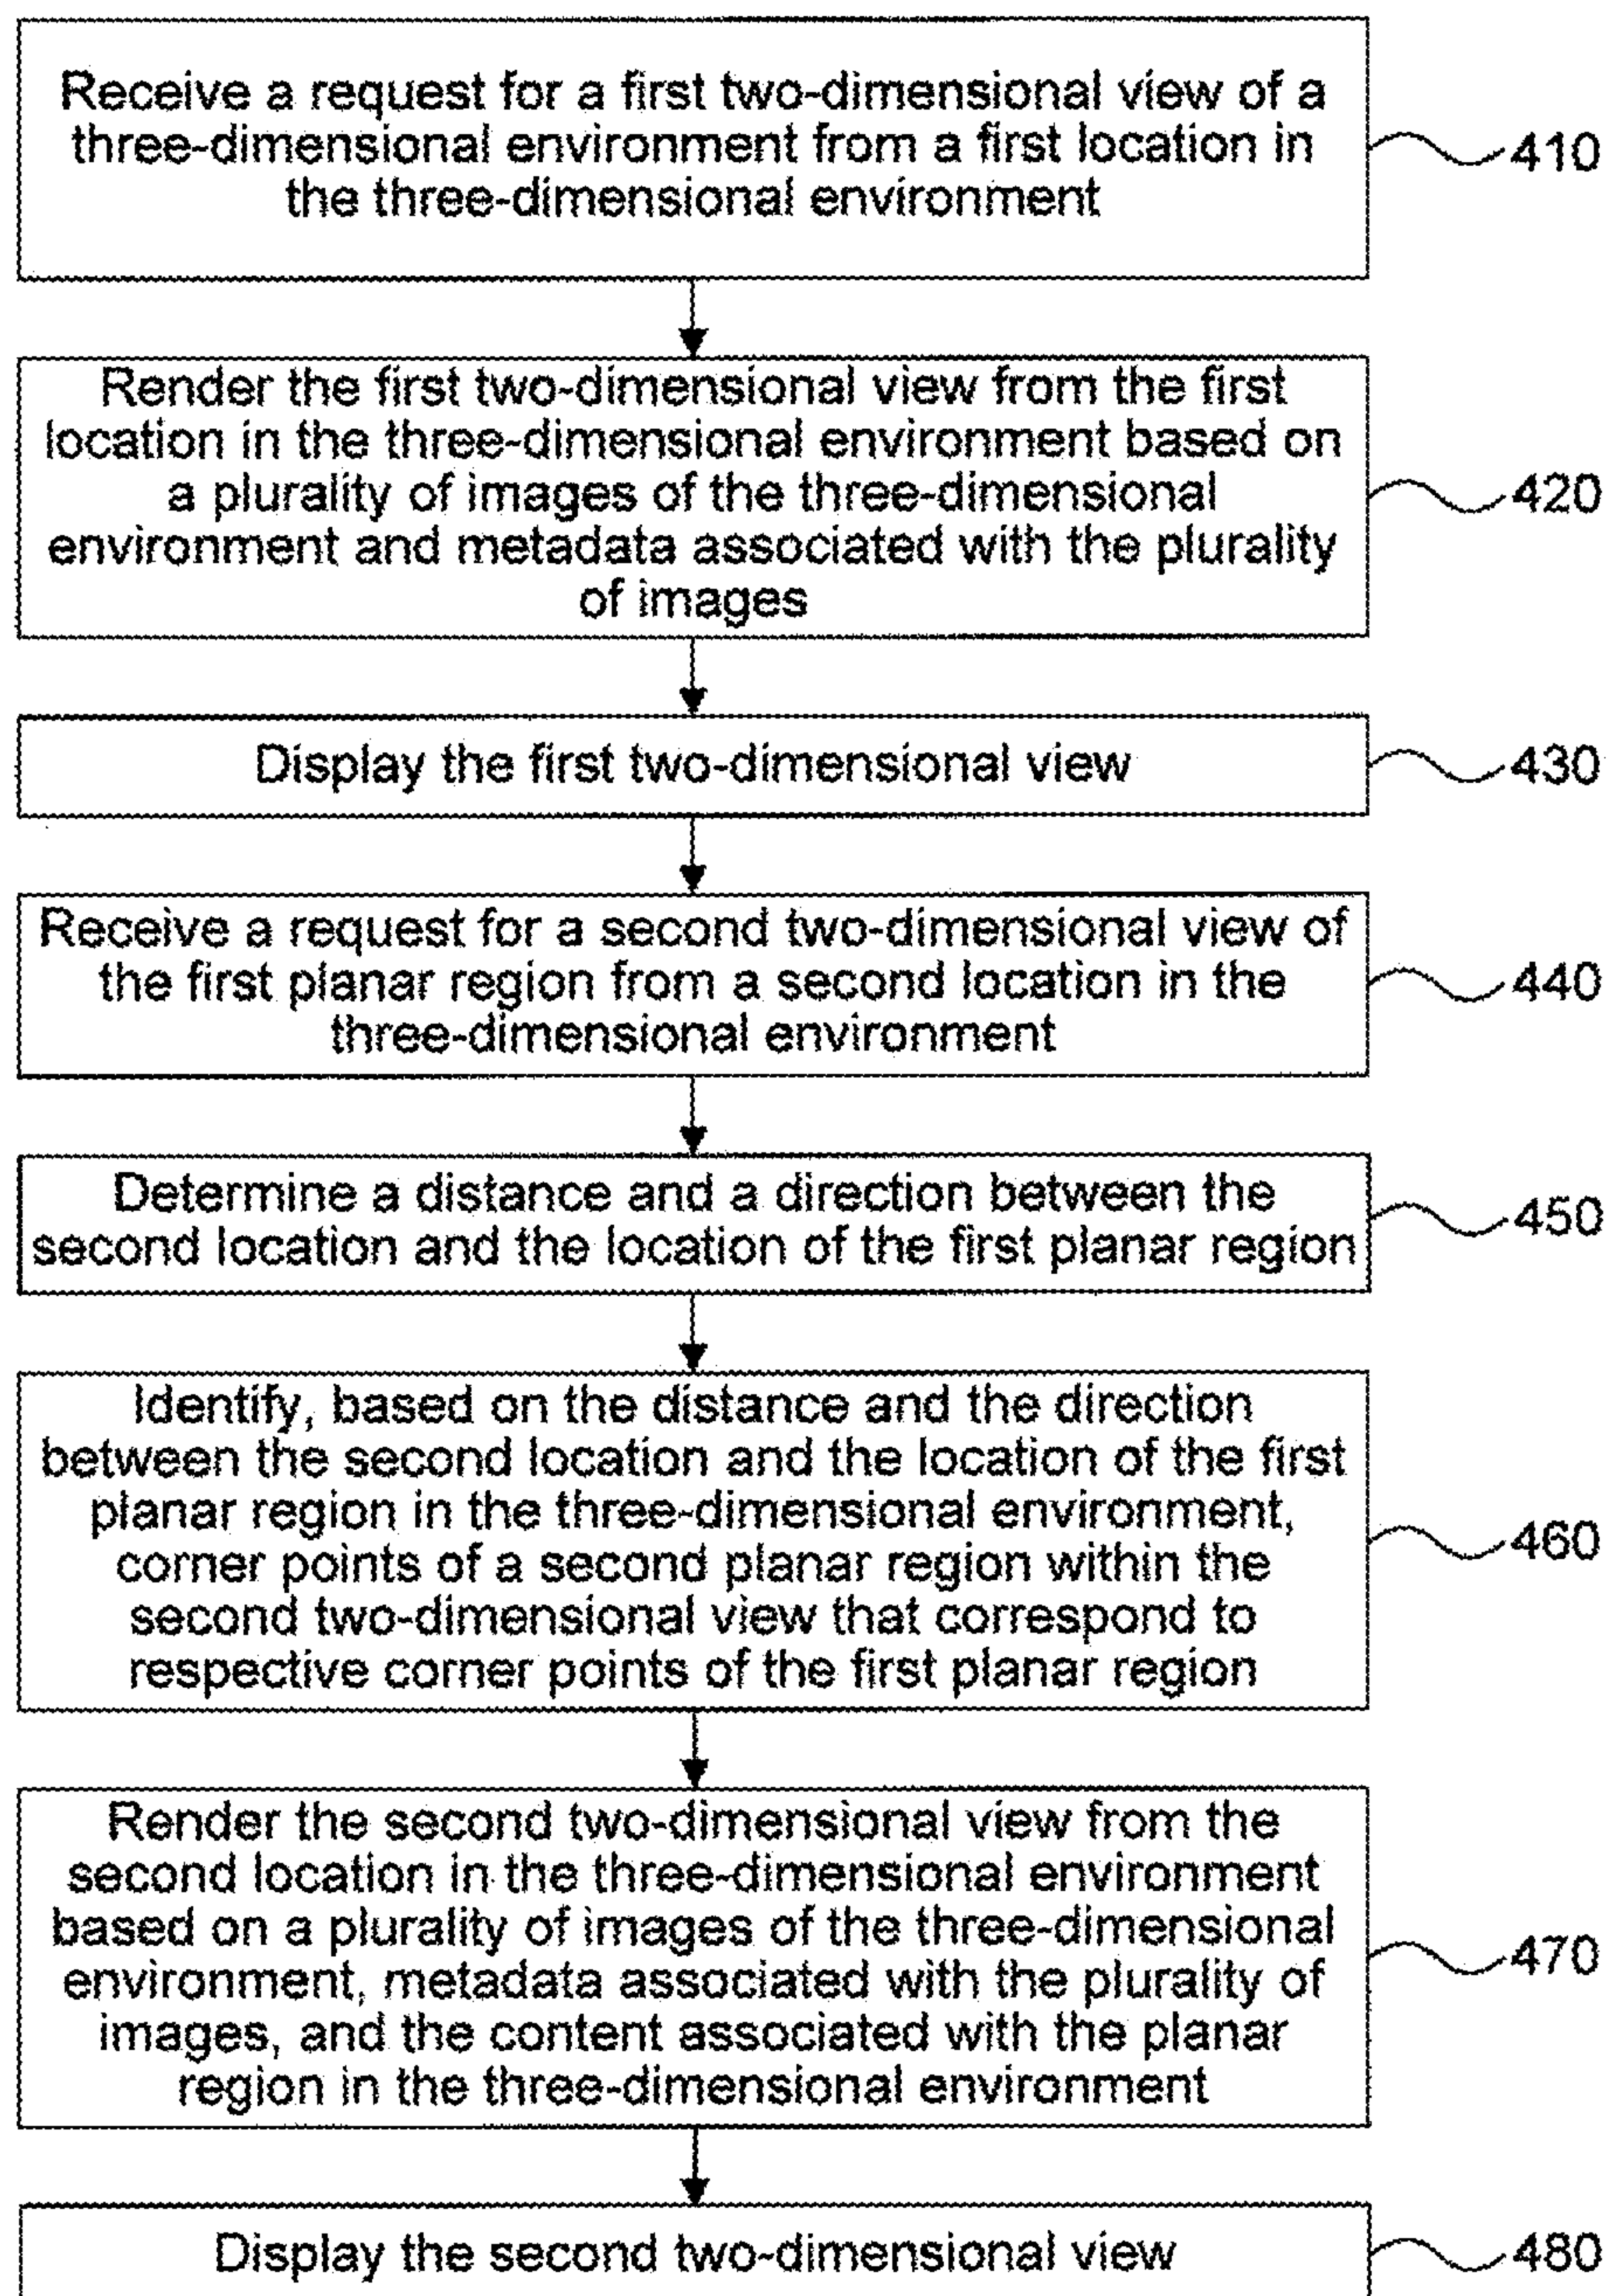 Receive a request for a first two-dimensional view of a
three-dimensional environment from a first location in
the three-dimensional environment
410
Render the first two-dimensional view from the first
location in the three-dimensional environment based on
a plurality of images of the three-dimensional
environment and metadata associated with the plurality
of images
420
Display the first two-dimensional view
430
Receive a request for a second two-dimensional view of
the first planar region from a second location in the
three-dimensional environment
440
Determine a distance and a direction between the
second location and the location of the first planar region
450
Identify, based on the distance and the direction
between the second location and the location of the first
planar region in the three-dimensional environment,
corner points of a second planar region within the
second two-dimensional view that correspond to
respective corner points of the first planar region
460
Render the second two-dimensional view from the
second location in the three-dimensional environment
based on a plurality of images of the three-dimensional
environment, metadata associated with the plurality of
images, and the content associated with the planar
region in the three-dimensional environment
470
Display the second two-dimensional view
480